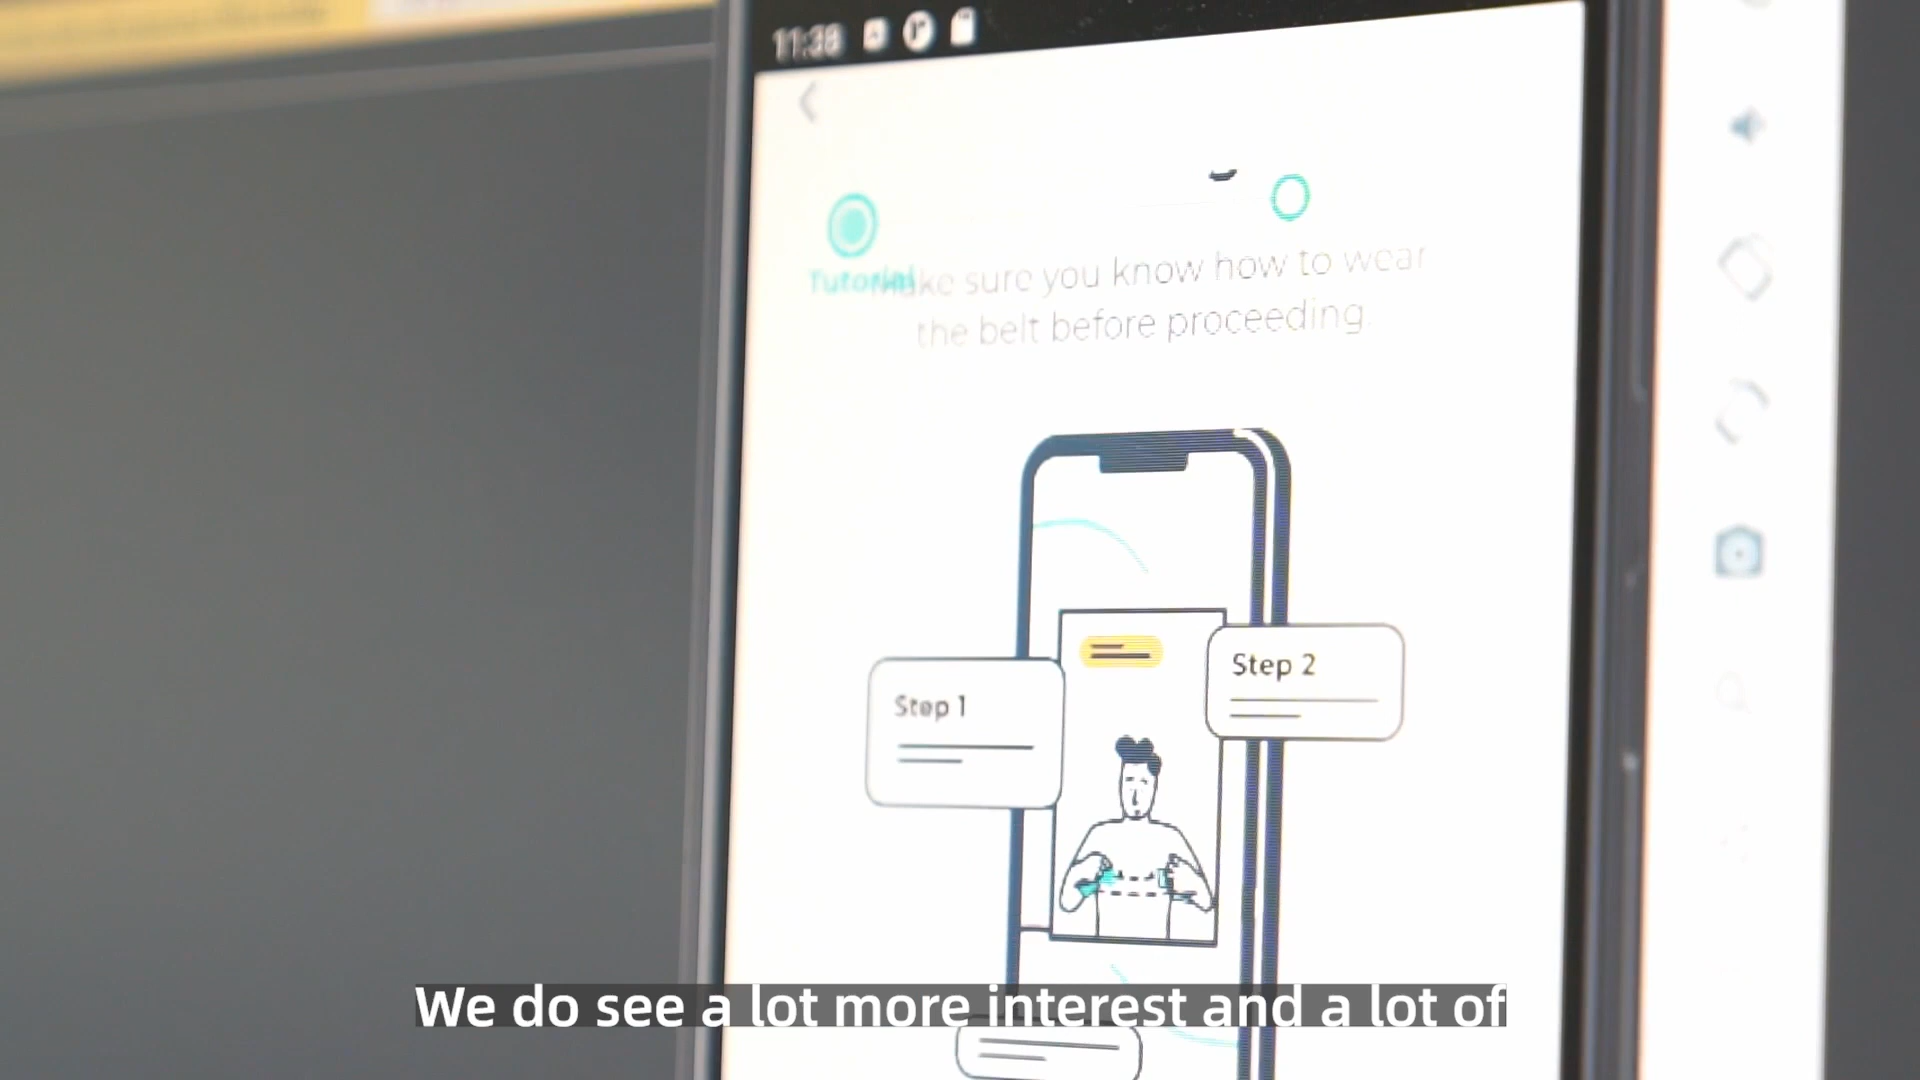 11:38
Tutorial
Make sure you know how to wear
the belt before proceeding.
Step 1
Step 2
We do see a lot more interest and a lot of